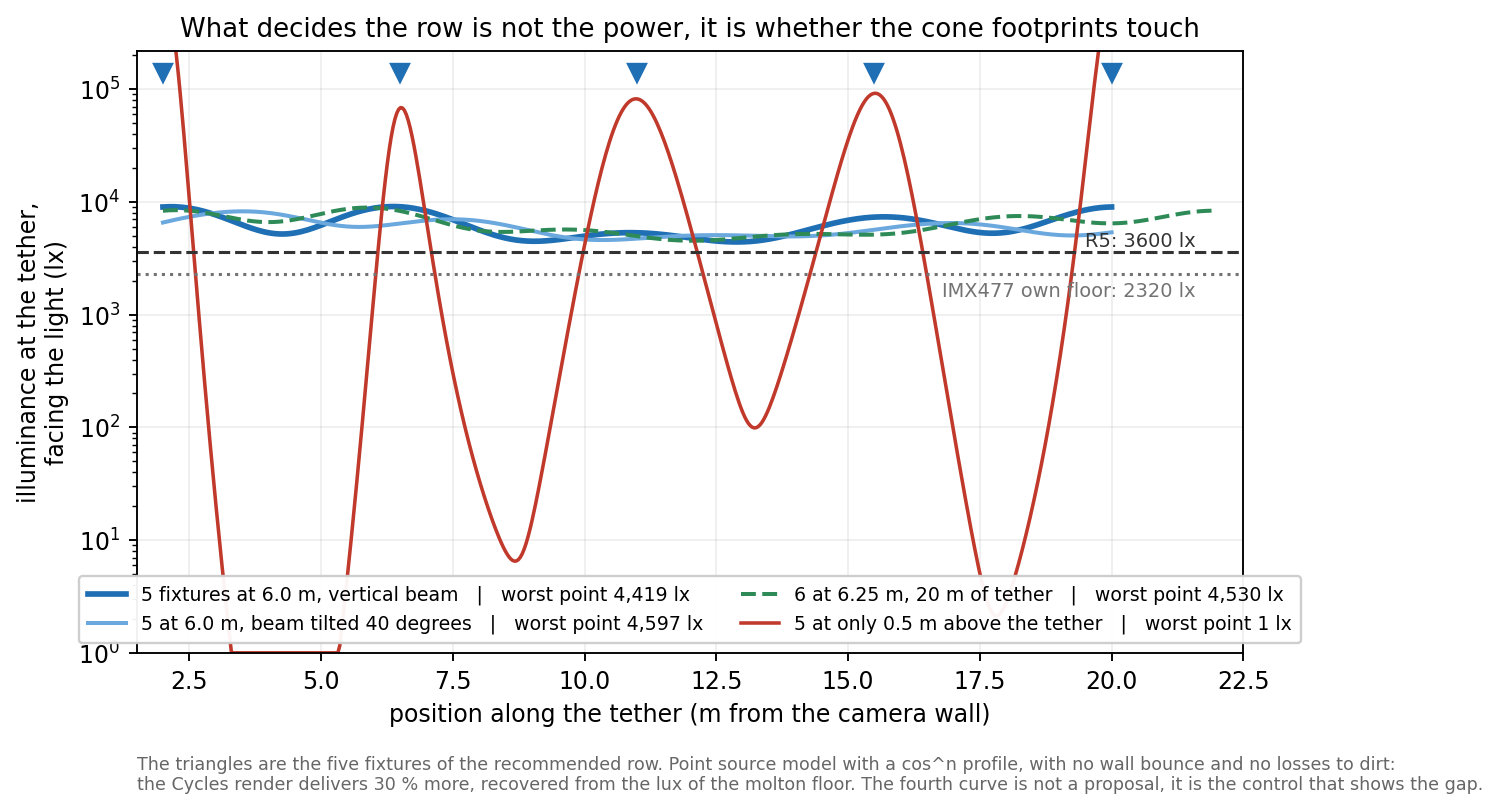 What decides the row is not the power, it is whether the cone footprints touch
illuminance at the tether,
facing the light (lx)
10^5
10^4
10^3
10^2
10^1
10^0
R5: 3600 lx
IMX477 own floor: 2320 lx
5 fixtures at 6.0 m, vertical beam | worst point 4,419 lx
5 at 6.0 m, beam tilted 40 degrees | worst point 4,597 lx
6 at 6.25 m, 20 m of tether | worst point 4,530 lx
5 at only 0.5 m above the tether | worst point 1 lx
2.5 5.0 7.5 10.0 12.5 15.0 17.5 20.0 22.5
position along the tether (m from the camera wall)
The triangles are the five fixtures of the recommended row. Point source model with a cos^n profile, with no wall bounce and no losses to dirt:
the Cycles render delivers 30 % more, recovered from the lux of the molton floor. The fourth curve is not a proposal, it is the control that shows the gap.